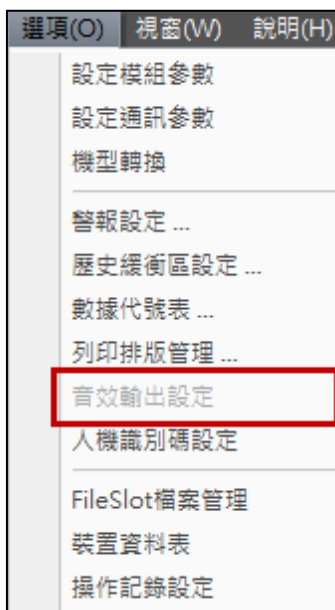 選項(O) 視窗(W) 說明(H)
設定模組參數
設定通訊參數
機型轉換
警報設定 ...
歷史緩衝區設定 ...
數據代號表 ...
列印排版管理 ...
音效輸出設定
人機識別碼設定
FileSlot檔案管理
裝置資料表
操作記錄設定